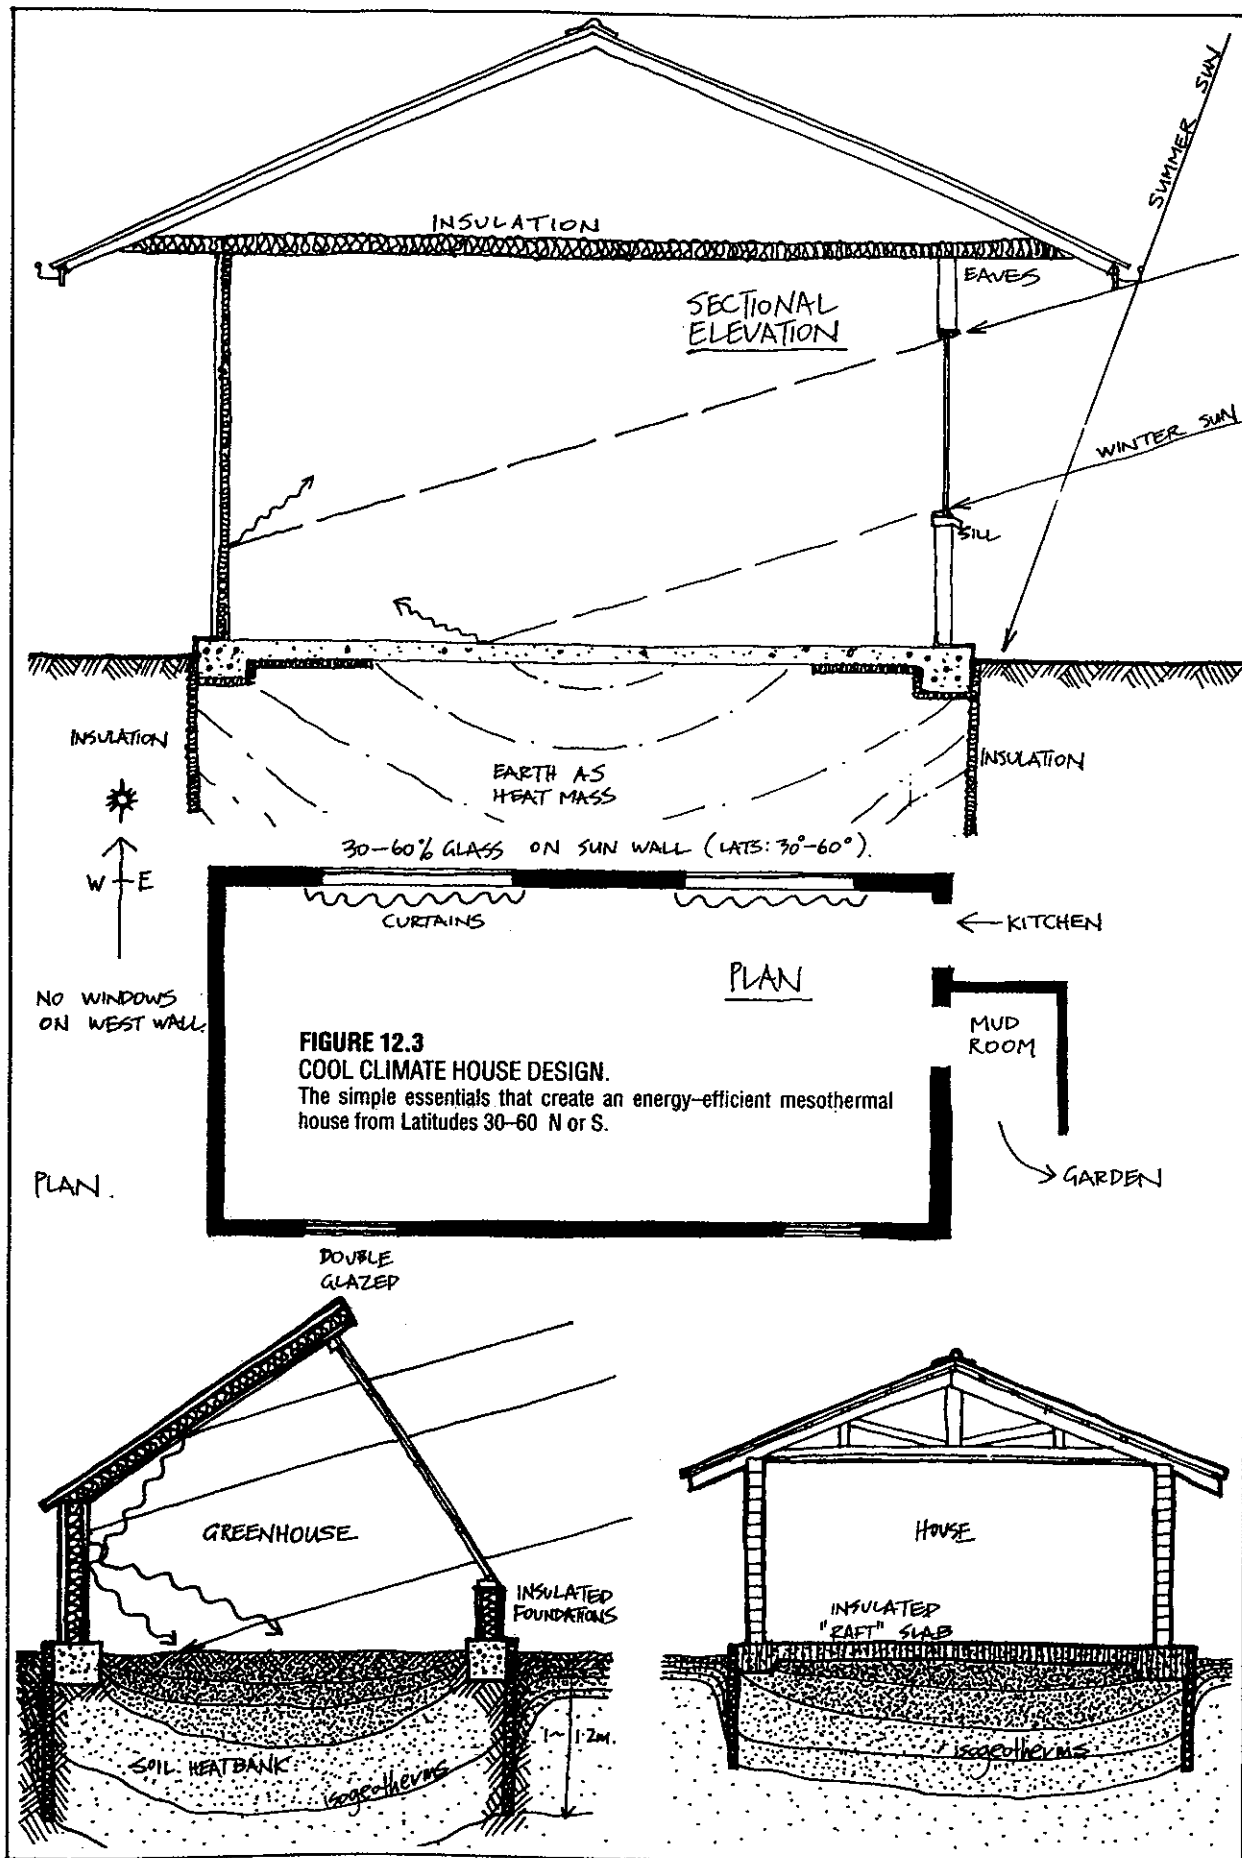 SUMMER SUN
INSULATION
EAVES
SECTIONAL
ELEVATION
WINTER SUN
SILL
INSULATION
INSULATION
EARTH AS
HEAT MASS
30-60% GLASS ON SUN WALL (LATS: 30°-60°).
W E
CURTAINS
KITCHEN
PLAN
NO WINDOWS
ON WEST WALL
MUD
ROOM
FIGURE 12.3
COOL CLIMATE HOUSE DESIGN.
The simple essentials that create an energy–efficient mesothermal
house from Latitudes 30–60 N or S.
PLAN.
GARDEN
DOUBLE
GLAZED
GREENHOUSE
INSULATED
FOUNDATIONS
1~1·2m.
SOIL HEATBANK
isogeotherms
HOUSE
INSULATED
"RAFT" SLAB
isogeotherms